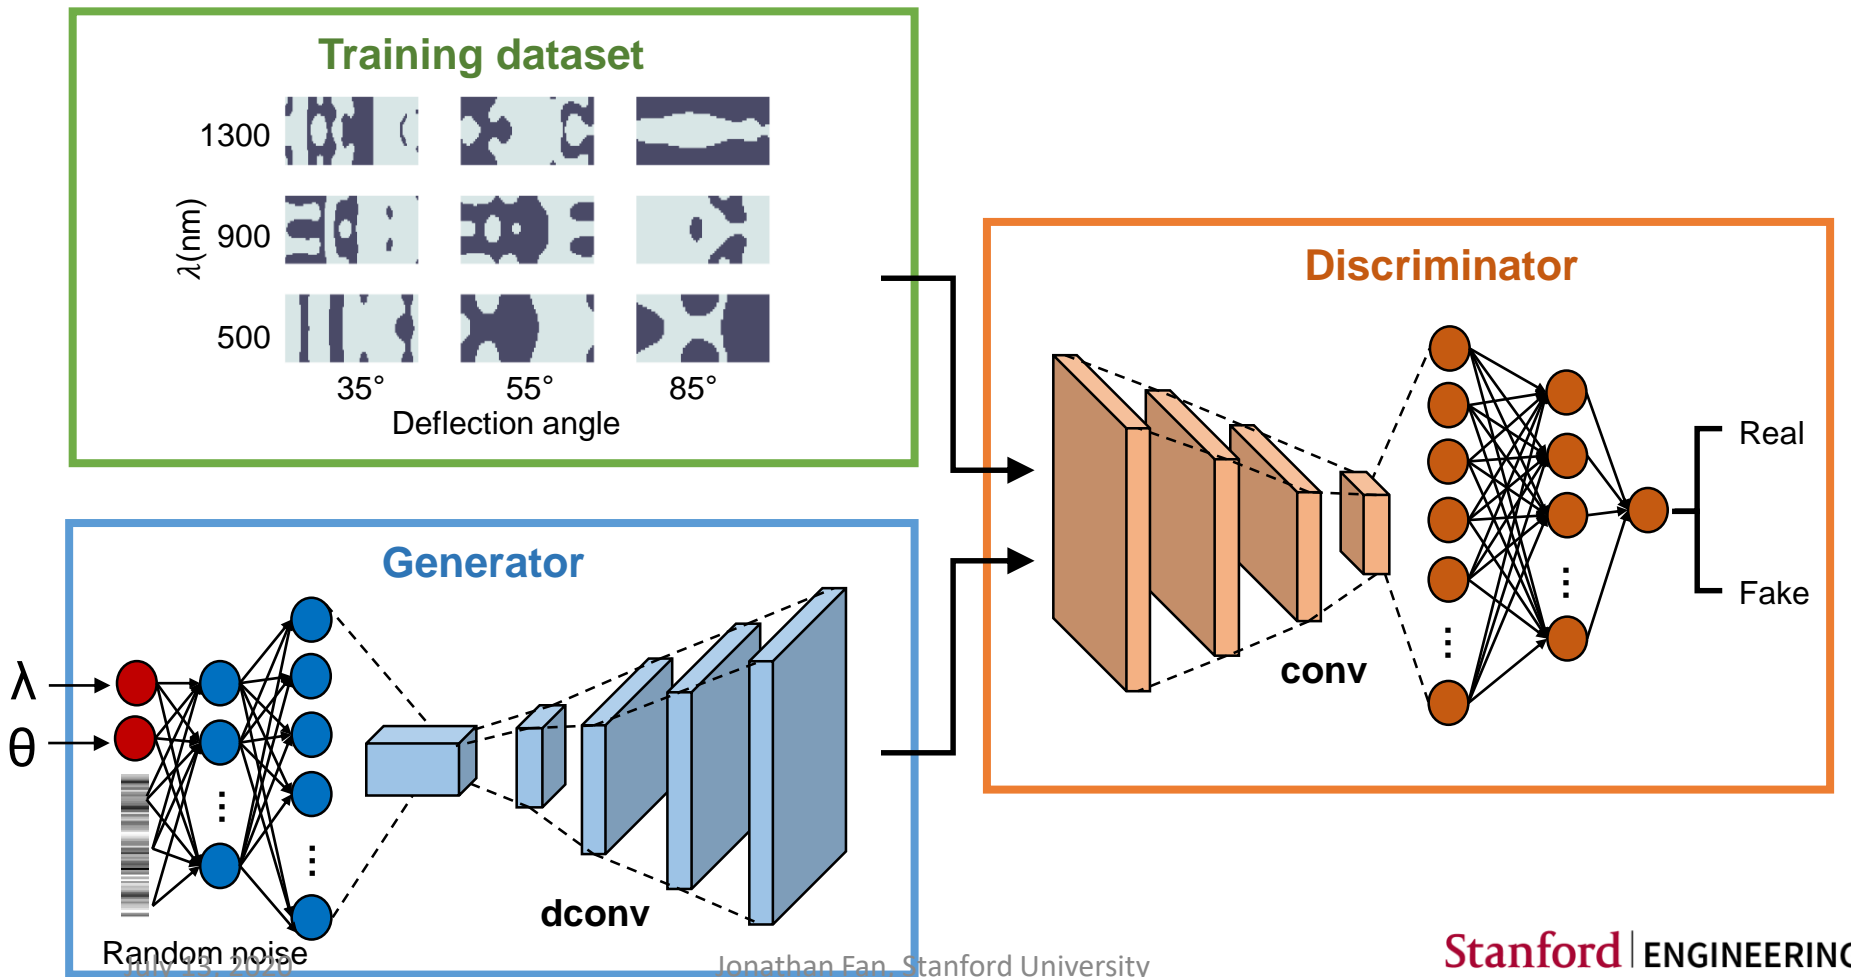 Training dataset
λ(nm)
1300
900
500
35° 55° 85°
Deflection angle
Discriminator
Real
Fake
conv
Generator
λ
θ
dconv
Random noise
July 13, 2020
Jonathan Fan, Stanford University
Stanford | ENGINEERING